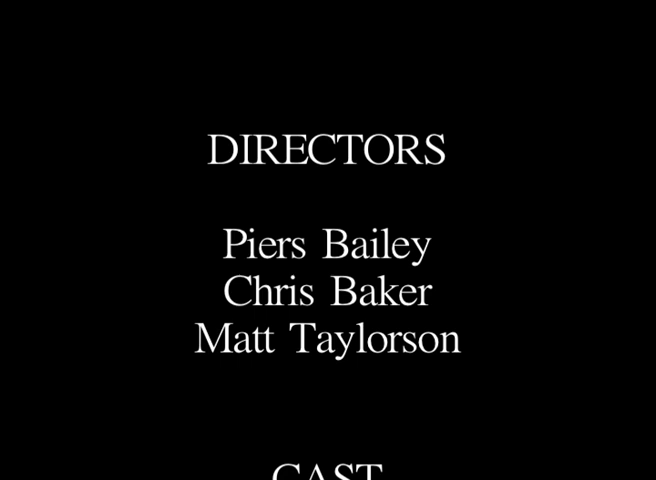 DIRECTORS
Piers Bailey
Chris Baker
Matt Taylorson
CAST